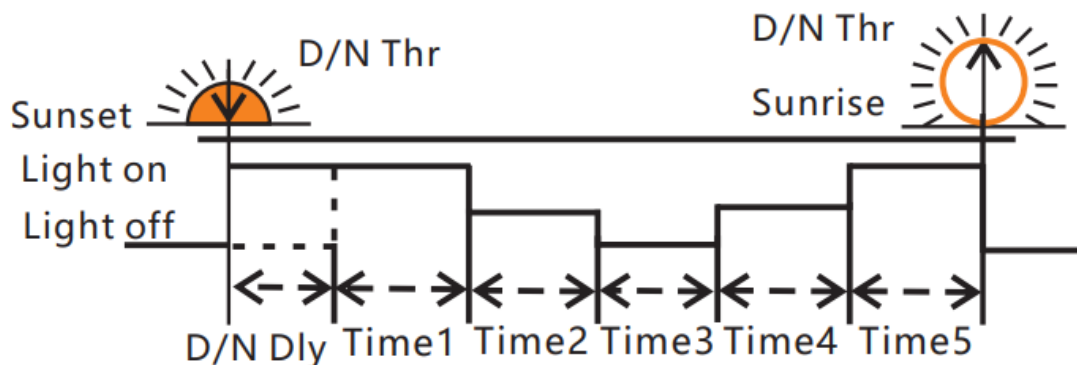 D/N Thr
D/N Thr
Sunset
Sunrise
Light on
Light off
D/N Dly Time1 Time2 Time3 Time4 Time5